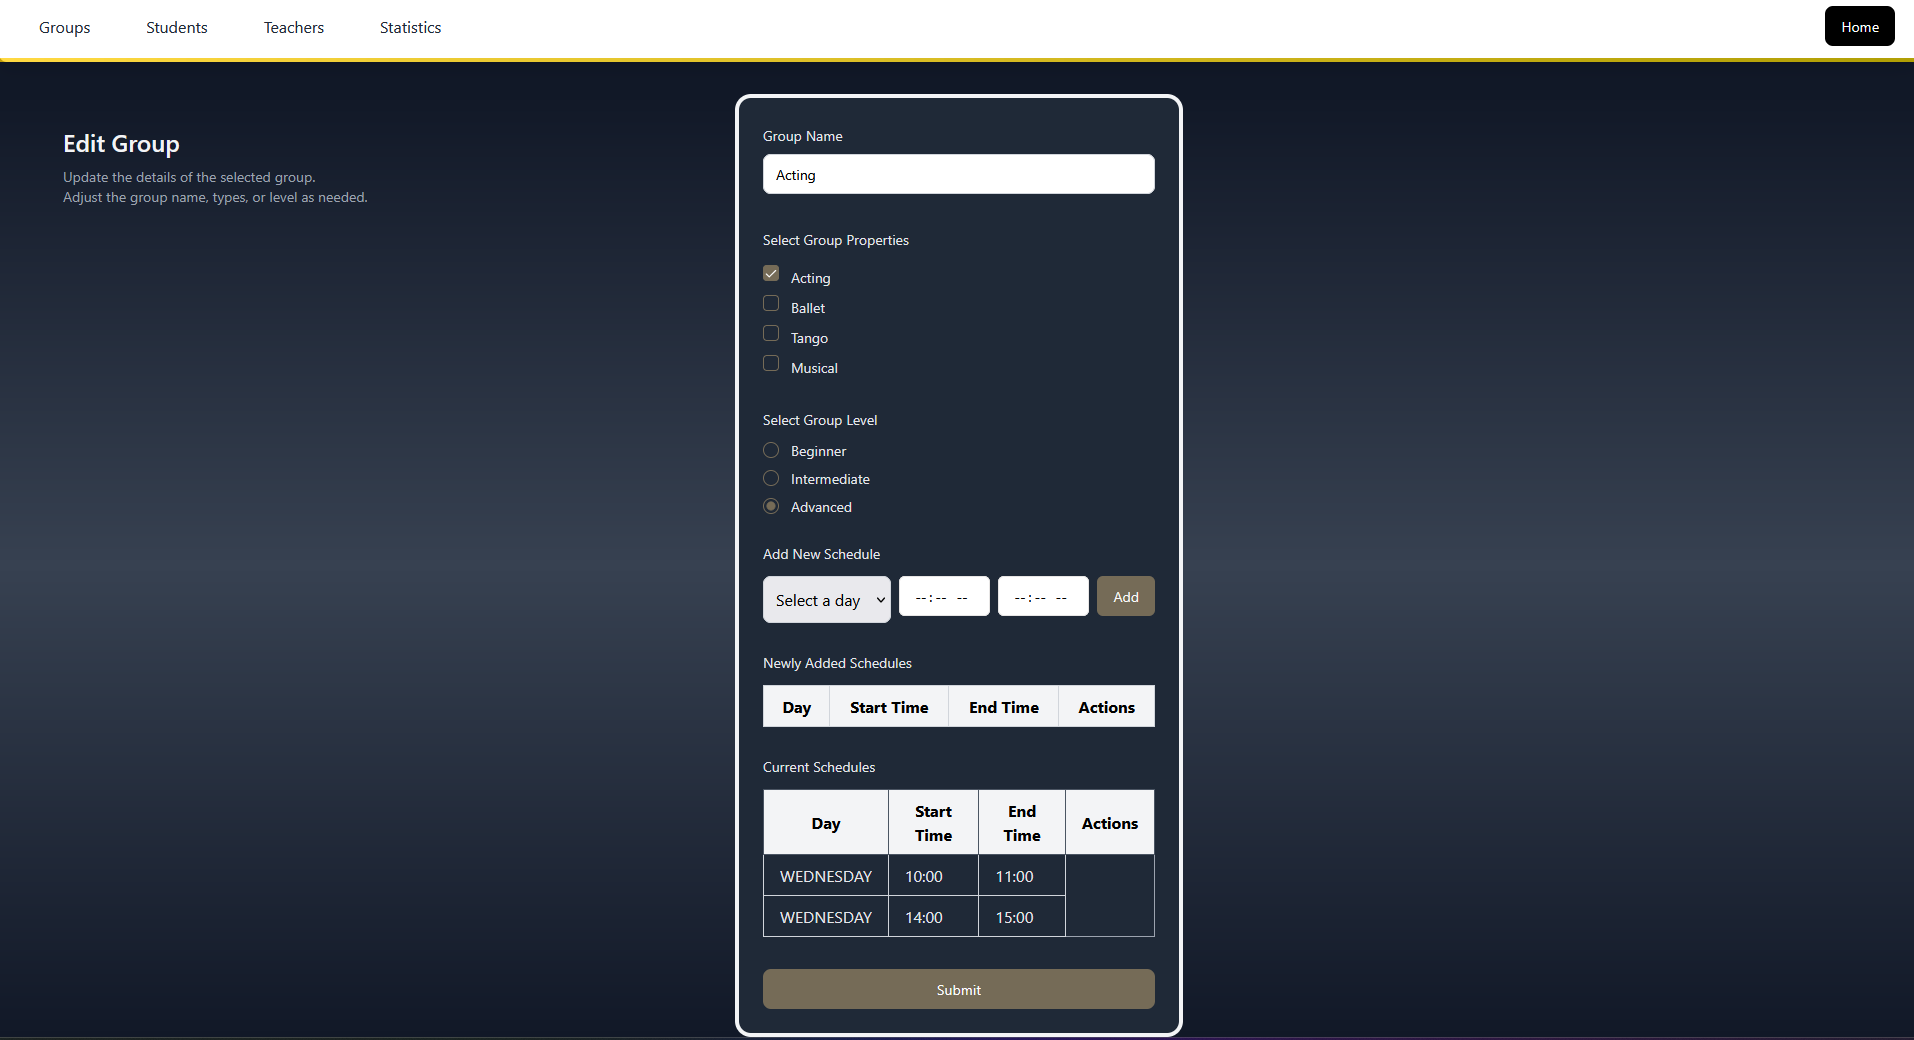 Groups Students Teachers Statistics Home
Edit Group
Update the details of the selected group.
Adjust the group name, types, or level as needed.
Group Name
Acting
Select Group Properties
Acting
Ballet
Tango
Musical
Select Group Level
Beginner
Intermediate
Advanced
Add New Schedule
Select a day --:-- -- --:-- -- Add
Newly Added Schedules
Day Start Time End Time Actions
Current Schedules
Day Start Time End Time Actions
WEDNESDAY 10:00 11:00
WEDNESDAY 14:00 15:00
Submit